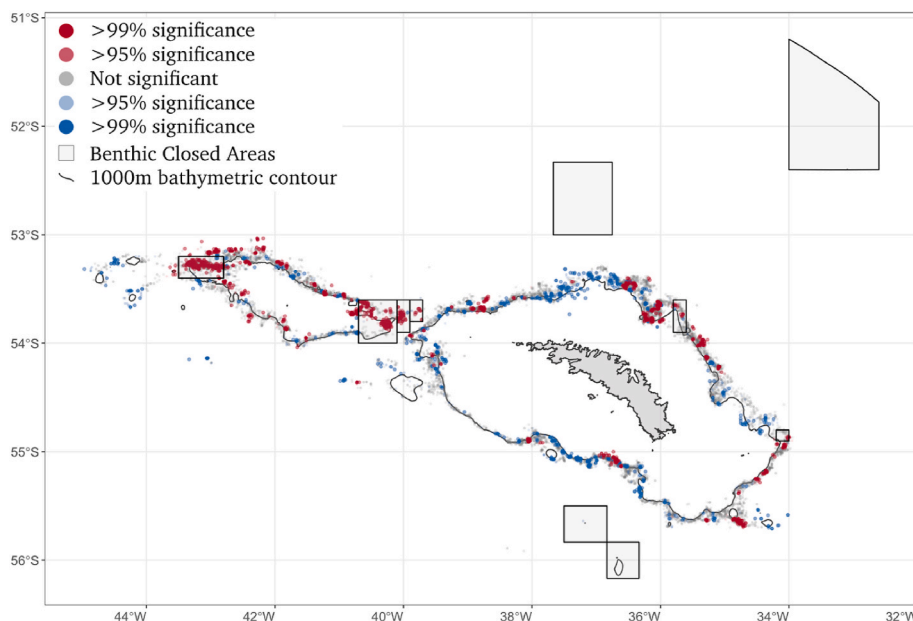 51°S
>99% significance
>95% significance
Not significant
>95% significance
52°S
>99% significance
Benthic Closed Areas
1000m bathymetric contour
53°S
54°S
55°S
56°S
44°W 42°W 40°W 38°W 36°W 34°W 32°W